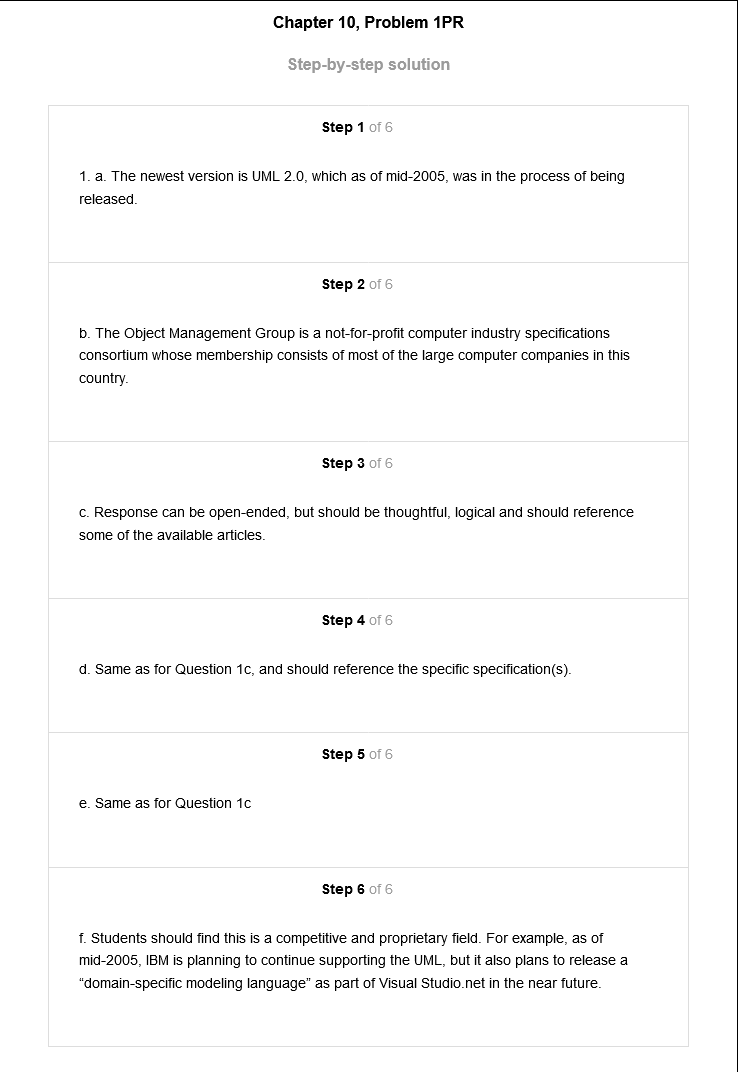 Chapter 10, Problem 1PR
Step-by-step solution
Step 1 of 6
1. a. The newest version is UML 2.0, which as of mid-2005, was in the process of being
released.
Step 2 of 6
b. The Object Management Group is a not-for-profit computer industry specifications
consortium whose membership consists of most of the large computer companies in this
country.
Step 3 of 6
c. Response can be open-ended, but should be thoughtful, logical and should reference
some of the available articles.
Step 4 of 6
d. Same as for Question 1c, and should reference the specific specification(s).
Step 5 of 6
e. Same as for Question 1c
Step 6 of 6
f. Students should find this is a competitive and proprietary field. For example, as of
mid-2005, IBM is planning to continue supporting the UML, but it also plans to release a
“domain-specific modeling language” as part of Visual Studio.net in the near future.